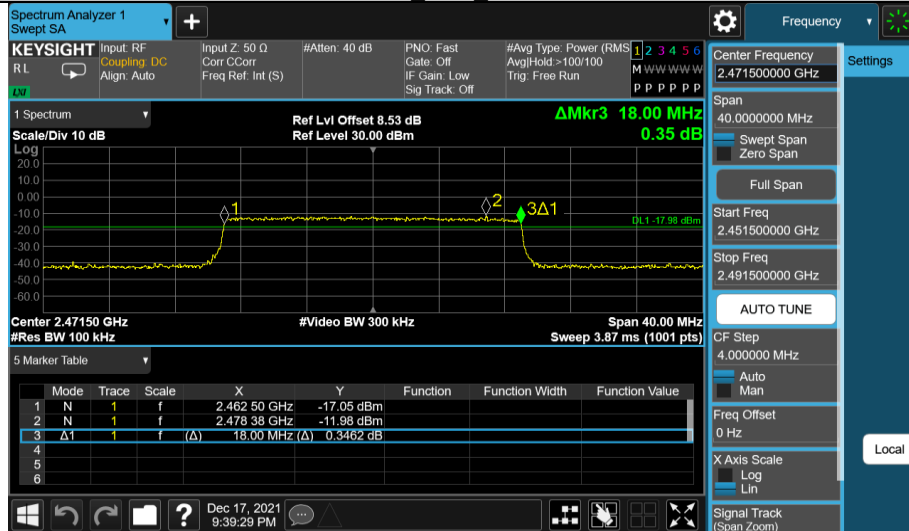 Spectrum Analyzer 1
Swept SA
Frequency
KEYSIGHT
R L
LXI
Input: RF
Coupling: DC
Align: Auto
Input Z: 50 Ω
Corr CCorr
Freq Ref: Int (S)
#Atten: 40 dB
PNO: Fast
Gate: Off
IF Gain: Low
Sig Track: Off
#Avg Type: Power (RMS
Avg|Hold:>100/100
Trig: Free Run
1 2 3 4 5 6
M W W W W W
P P P P P P
1 Spectrum
Scale/Div 10 dB
Ref Lvl Offset 8.53 dB
Ref Level 30.00 dBm
ΔMkr3 18.00 MHz
0.35 dB
Log
20.0
10.0
0.00
-10.0
-20.0
-30.0
-40.0
-50.0
-60.0
1
2
3Δ1
DL1 -17.98 dBm
Center 2.47150 GHz
#Res BW 100 kHz
#Video BW 300 kHz
Span 40.00 MHz
Sweep 3.87 ms (1001 pts)
5 Marker Table
Mode Trace Scale X Y Function Function Width Function Value
1 N 1 f 2.462 50 GHz -17.05 dBm
2 N 1 f 2.478 38 GHz -11.98 dBm
3 Δ1 1 f (Δ) 18.00 MHz (Δ) 0.3462 dB
4
5
6
Dec 17, 2021
9:39:29 PM
Center Frequency
2.471500000 GHz
Span
40.0000000 MHz
Swept Span
Zero Span
Full Span
Start Freq
2.451500000 GHz
Stop Freq
2.491500000 GHz
AUTO TUNE
CF Step
4.000000 MHz
Auto
Man
Freq Offset
0 Hz
X Axis Scale
Log
Lin
Signal Track
(Span Zoom)
Settings
Local